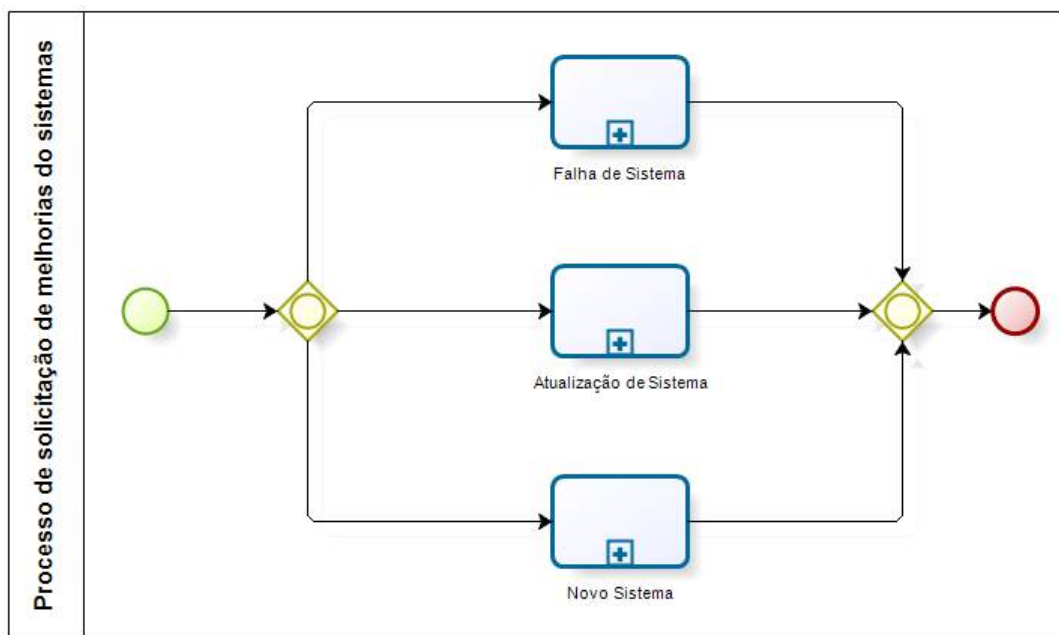 Processo de solicitação de melhorias do sistemas
Falha de Sistema
Atualização de Sistema
Novo Sistema